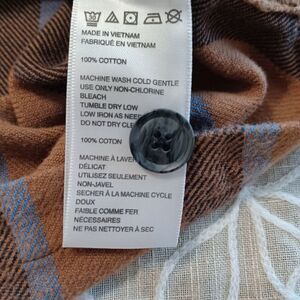 MADE IN VIETNAM
FABRIQUÉ EN VIETNAM
100% COTTON
MACHINE WASH COLD GENTLE
USE ONLY NON-CHLORINE
BLEACH
TUMBLE DRY LOW
LOW IRON AS NEED
DO NOT DRY CLE
100% COTON
MACHINE À LAVER
DÉLICAT
UTILISEZ SEULEMENT
NON-JAVEL
SECHER À LA MACHINE CYCLE
DOUX
FAIBLE COMME FER
NÉCESSAIRES
NE PAS NETTOYER À SEC